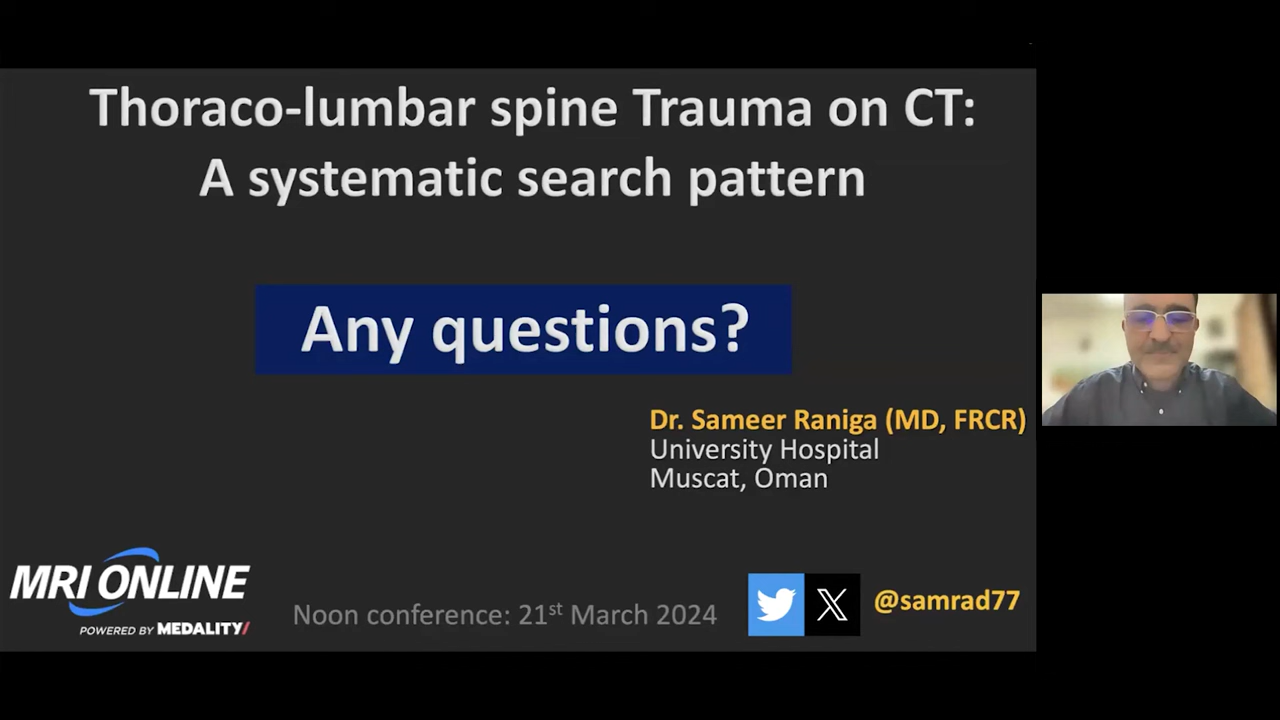 Thoraco-lumbar spine Trauma on CT:
A systematic search pattern
Any questions?
Dr. Sameer Raniga (MD, FRCR)
University Hospital
Muscat, Oman
MRI ONLINE
POWERED BY MEDALITY/
Noon conference: 21st March 2024
@samrad77